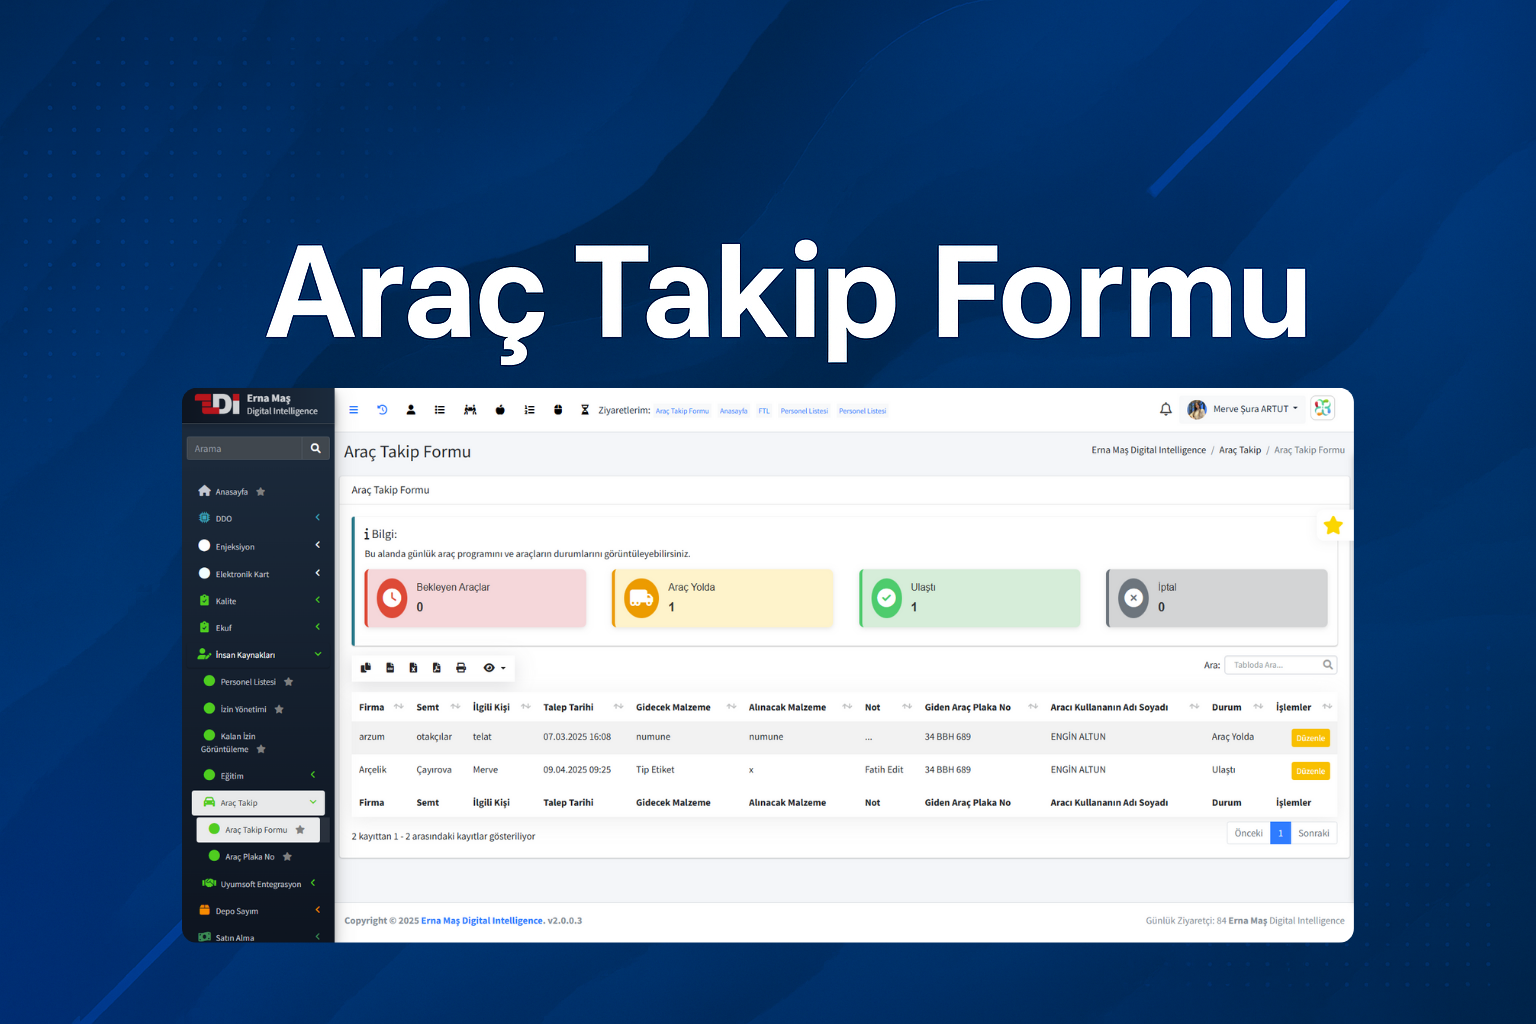 Araç Takip Formu
Erna Maş
Digital Intelligence
Ziyaretlerim: Araç Takip Formu Anasayfa FTL Personel Listesi Personel Listesi
Merve Şura ARTUT
Arama
Anasayfa
DDO
Enjeksiyon
Elektronik Kart
Kalite
Ekuf
İnsan Kaynakları
Personel Listesi
İzin Yönetimi
Kalan İzin
Görüntüleme
Eğitim
Araç Takip
Araç Takip Formu
Araç Plaka No
Uyumsoft Entegrasyon
Depo Sayım
Satın Alma
Araç Takip Formu
Erna Maş Digital Intelligence / Araç Takip / Araç Takip Formu
Araç Takip Formu
Bilgi:
Bu alanda günlük araç programını ve araçların durumlarını görüntüleyebilirsiniz.
Bekleyen Araçlar
0
Araç Yolda
1
Ulaştı
1
İptal
0
Ara: Tabloda Ara...
Firma Semt İlgili Kişi Talep Tarihi Gidecek Malzeme Alınacak Malzeme Not Giden Araç Plaka No Aracı Kullananın Adı Soyadı Durum İşlemler
arzum otakçılar telat 07.03.2025 16:08 numune numune ... 34 BBH 689 ENGİN ALTUN Araç Yolda Düzenle
Arçelik Çayırova Merve 09.04.2025 09:25 Tip Etiket x Fatih Edit 34 BBH 689 ENGİN ALTUN Ulaştı Düzenle
Firma Semt İlgili Kişi Talep Tarihi Gidecek Malzeme Alınacak Malzeme Not Giden Araç Plaka No Aracı Kullananın Adı Soyadı Durum İşlemler
2 kayıttan 1 - 2 arasındaki kayıtlar gösteriliyor
Önceki 1 Sonraki
Copyright © 2025 Erna Maş Digital Intelligence. v2.0.0.3
Günlük Ziyaretçi: 84 Erna Maş Digital Intelligence